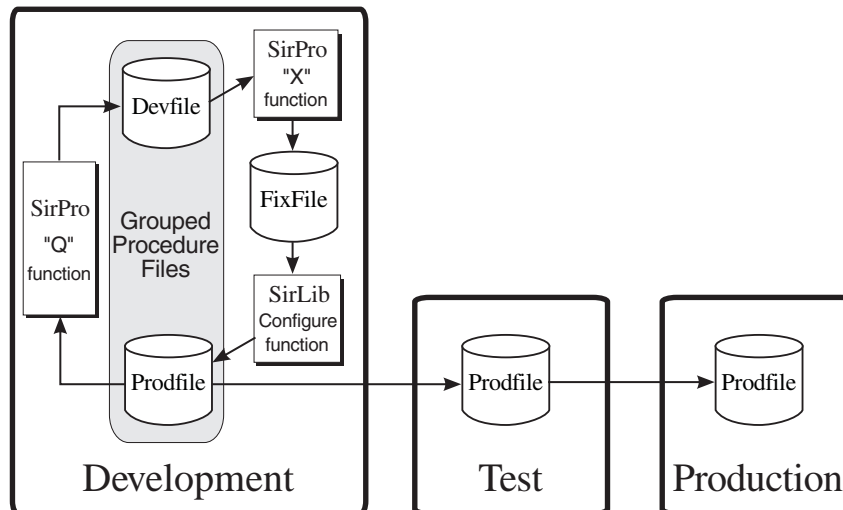 SirPro
"X"
function
Devfile
SirPro
"Q"
function
FixFile
Grouped
Procedure
Files
SirLib
Configure
function
Prodfile
Prodfile
Prodfile
Development
Test
Production